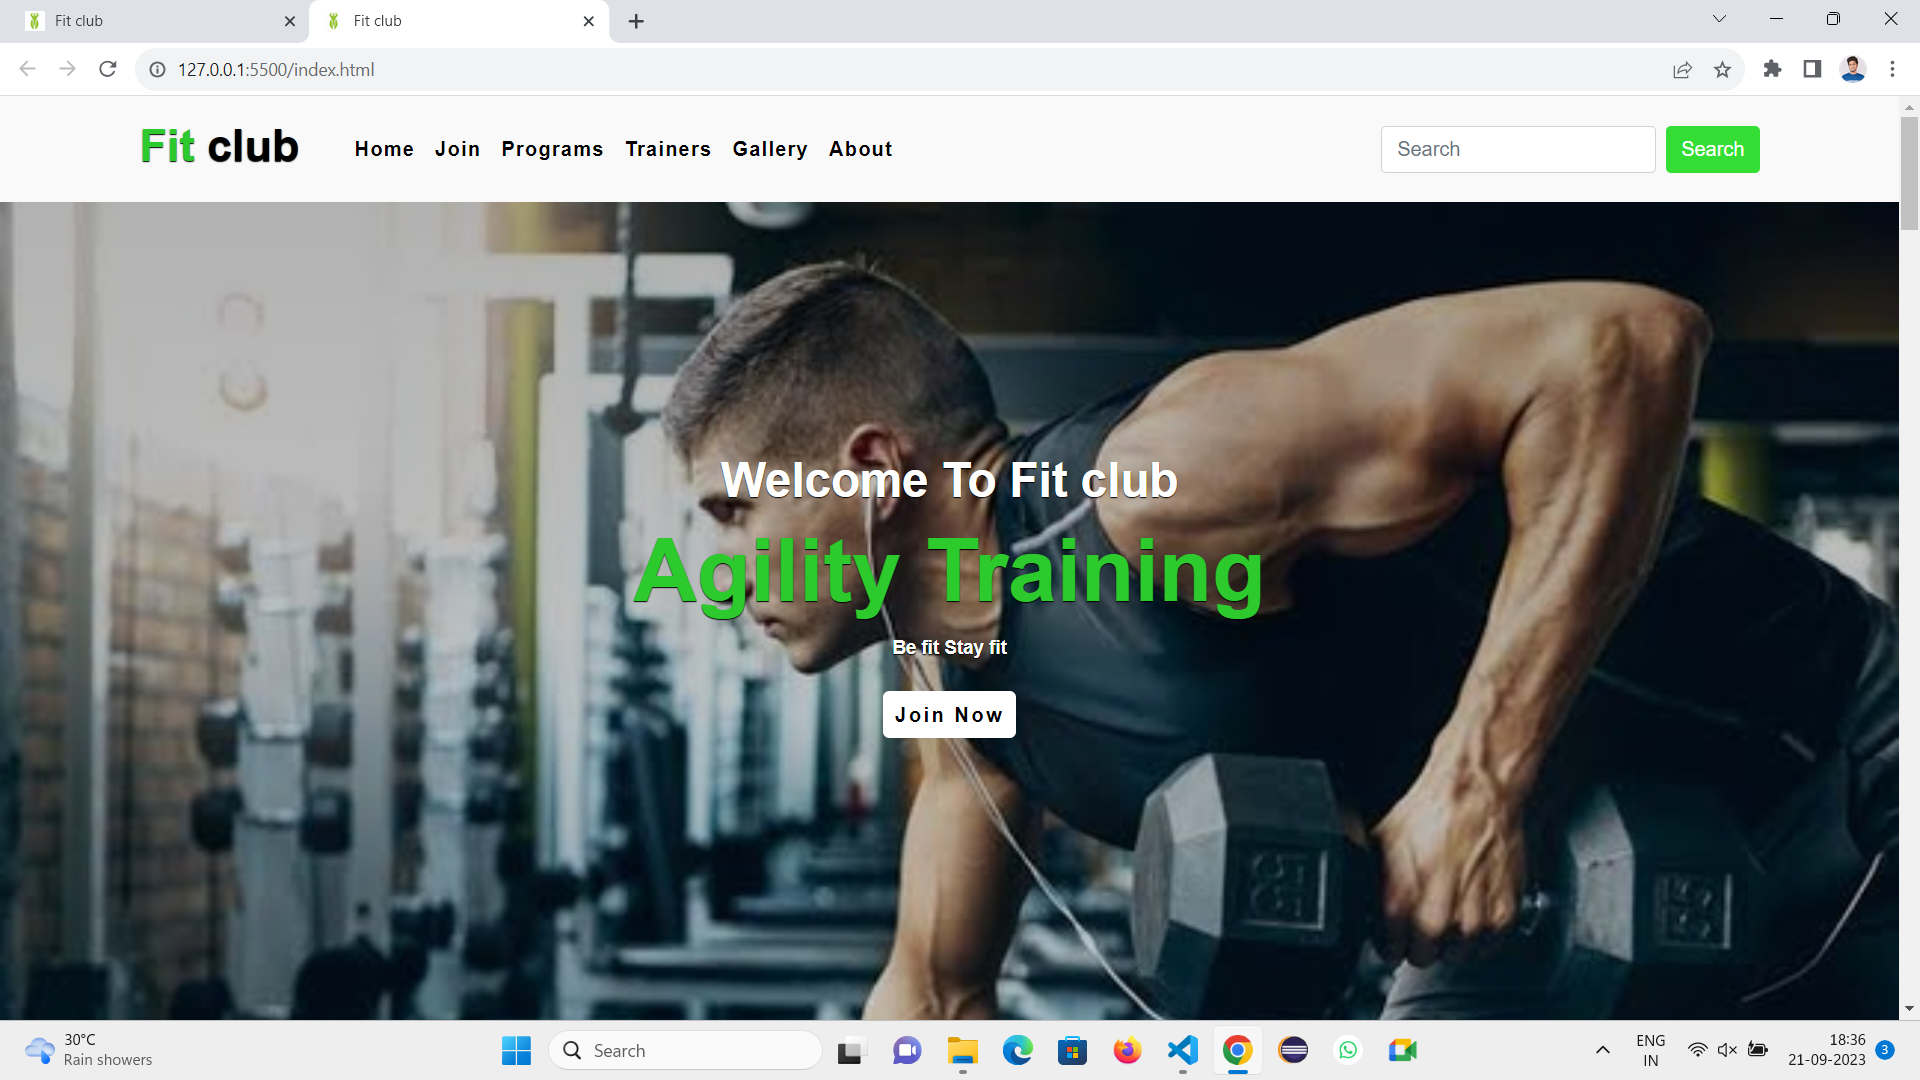 Fit club
Fit club
127.0.0.1:5500/index.html
Fit club
Home Join Programs Trainers Gallery About
Search
Search
Welcome To Fit club
Agility Training
Be fit Stay fit
Join Now
55
55
30°C
Rain showers
Search
ENG
IN
18:36
21-09-2023
3